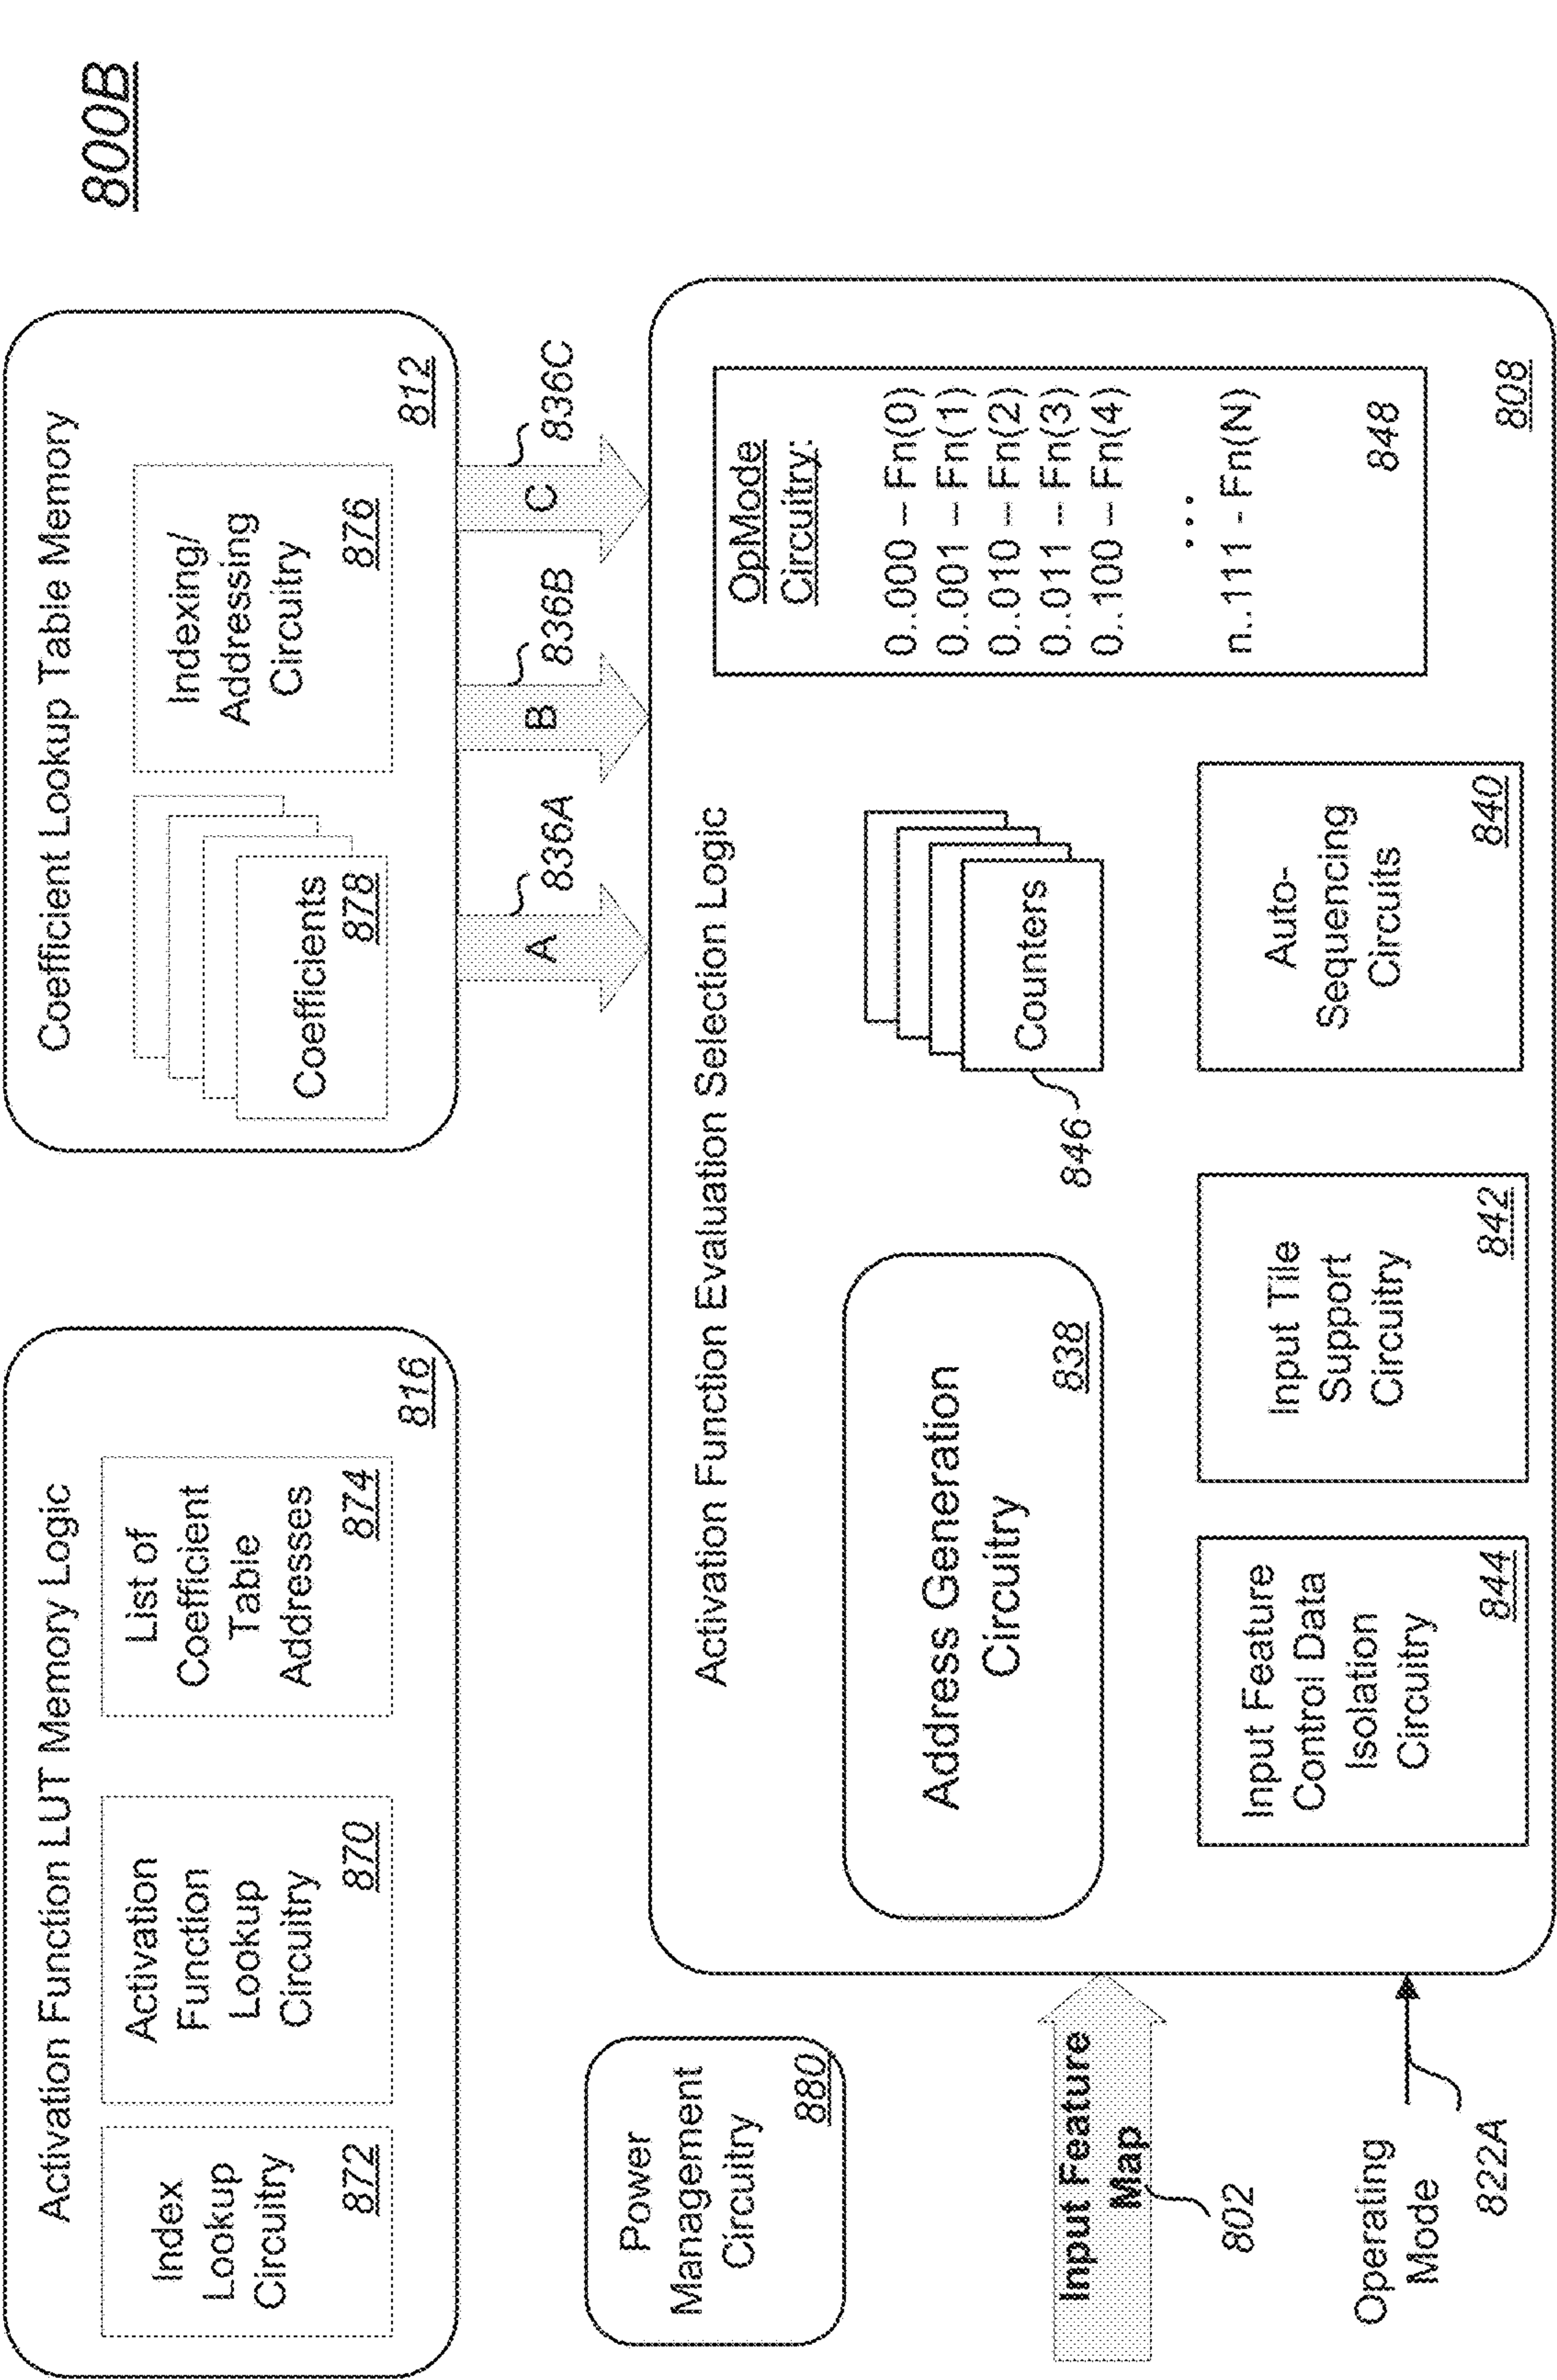 800B
Activation Function LUT Memory Logic
Index
Lookup
Circuitry
872
Activation
Function
Lookup
Circuitry
870
List of
Coefficient
Table
Addresses
874
816
Coefficient Lookup Table Memory
Coefficients
878
Indexing/
Addressing
Circuitry
876
812
A
836A
B
836B
C
836C
Power
Management
Circuitry
880
Input Feature
Map
802
Operating
Mode
822A
Activation Function Evaluation Selection Logic
Address Generation
Circuitry
838
Counters
846
Input Feature
Control Data
Isolation
Circuitry
844
Input Tile
Support
Circuitry
842
Auto-
Sequencing
Circuits
840
OpMode
Circuitry:
0..000 – Fn(0)
0..001 – Fn(1)
0..010 – Fn(2)
0..011 – Fn(3)
0..100 – Fn(4)
...
n..111 - Fn(N)
848
808